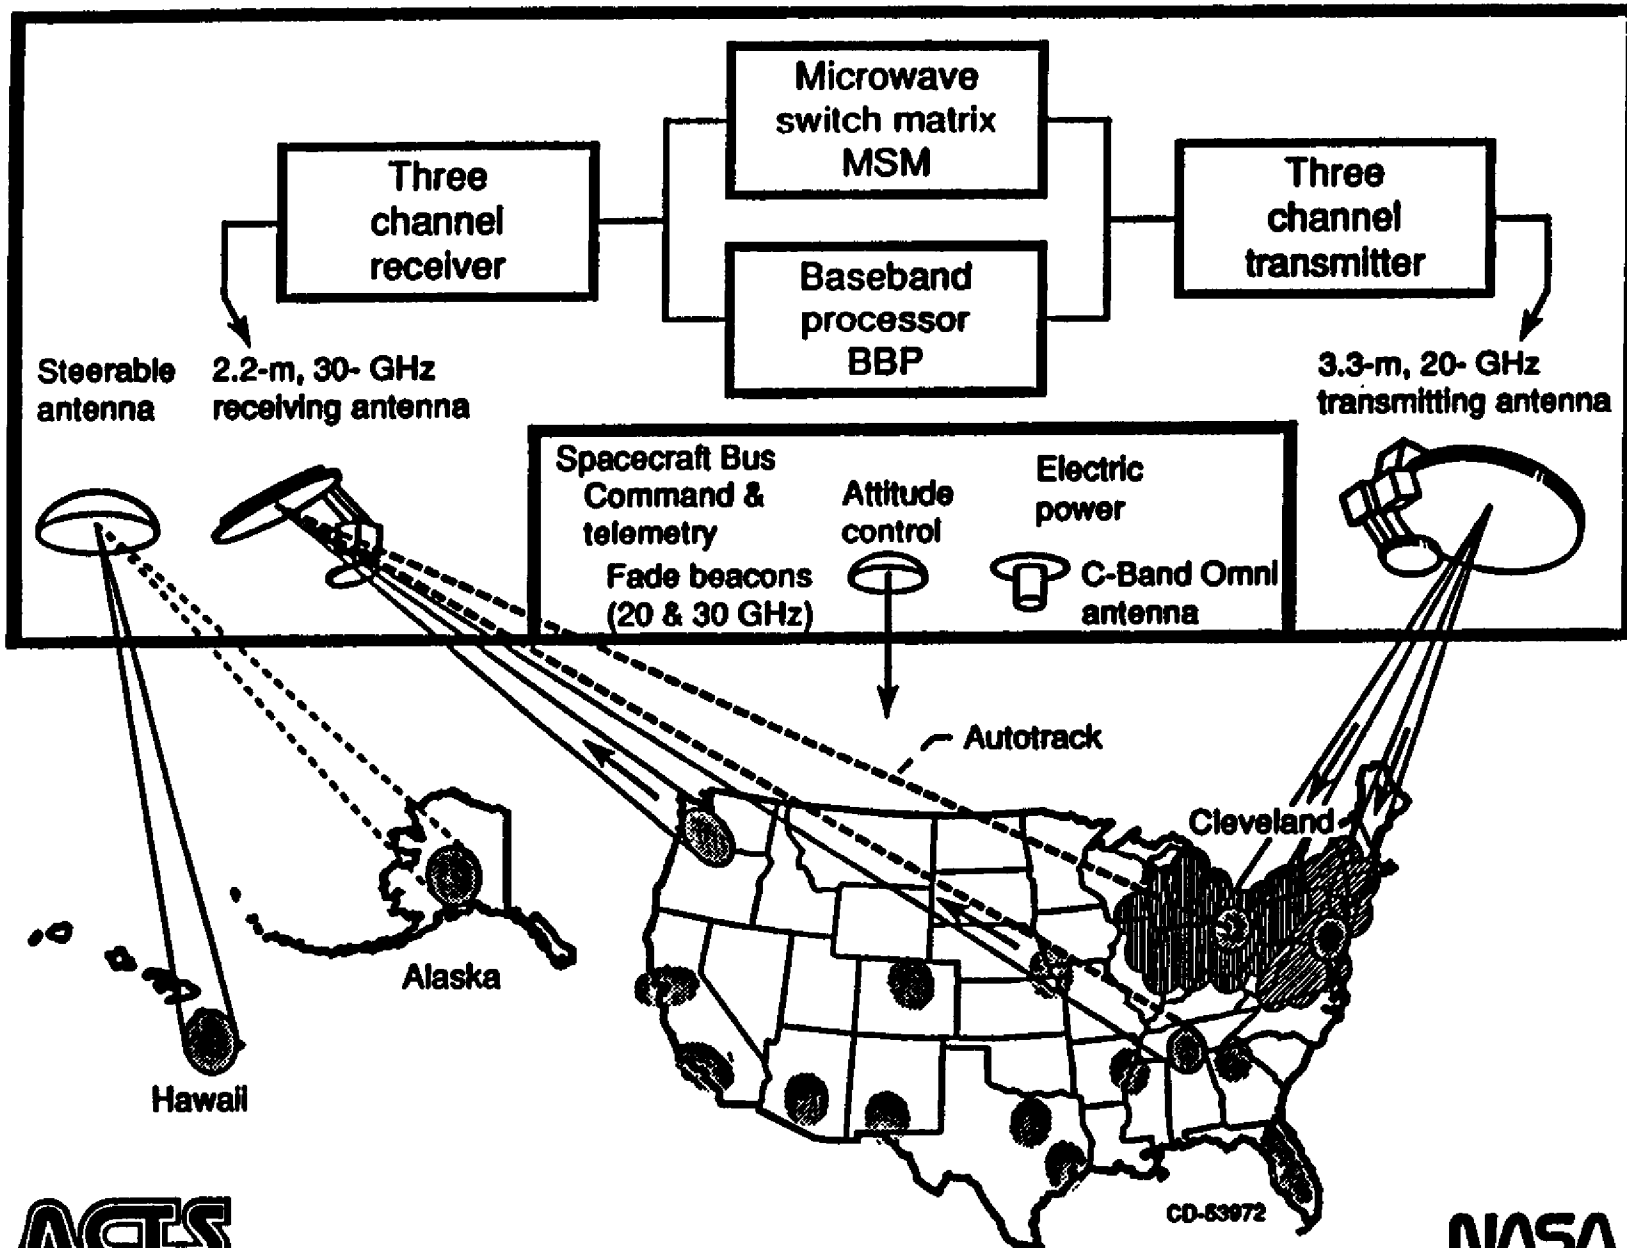 Microwave
switch matrix
MSM
Three
channel
receiver
Three
channel
transmitter
Baseband
processor
BBP
Steerable
antenna
2.2-m, 30- GHz
receiving antenna
3.3-m, 20- GHz
transmitting antenna
Spacecraft Bus
Command &
telemetry
Fade beacons
(20 & 30 GHz)
Attitude
control
Electric
power
C-Band Omni
antenna
Autotrack
Cleveland
Alaska
Hawaii
CD-53972
ACTS
NASA